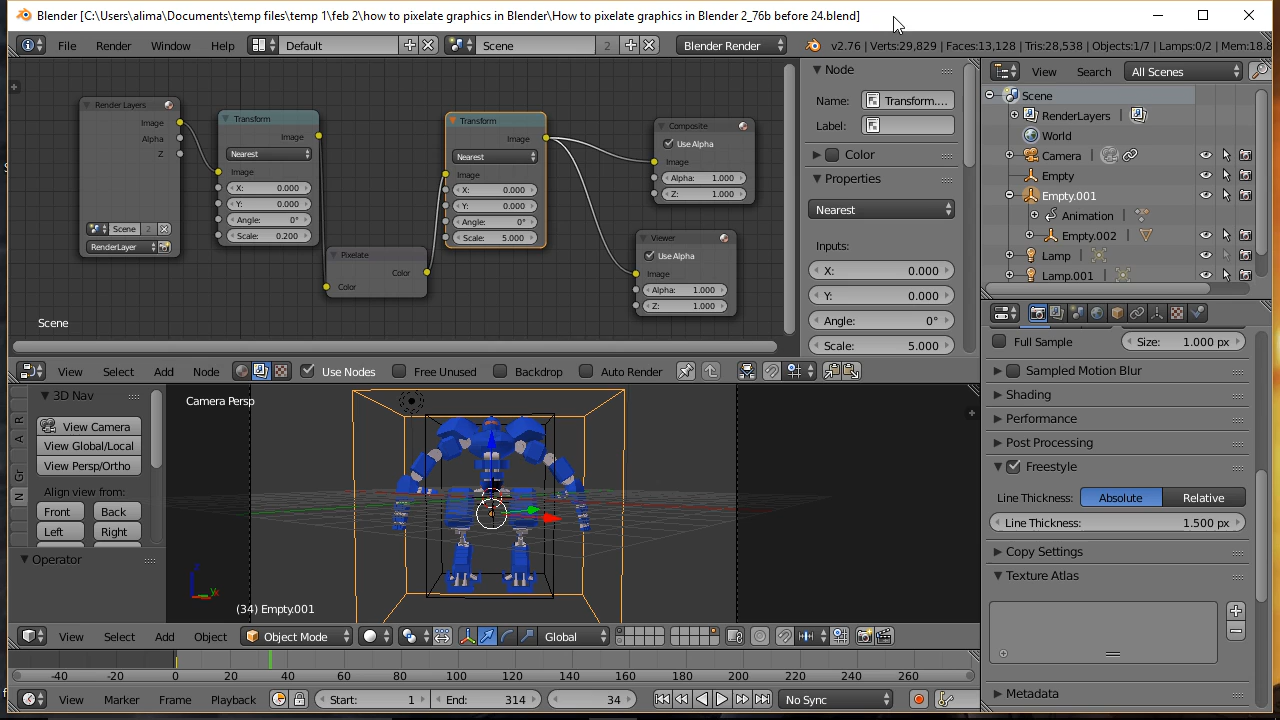 Blender [C:\Users\alima\Documents\temp files\temp 1\feb 2\how to pixelate graphics in Blender\How to pixelate graphics in Blender 2_76b before 24.blend]
File Render Window Help Default Scene 2 Blender Render v2.76 | Verts:29,829 | Faces:13,128 | Tris:28,538 | Objects:1/7 | Lamps:0/2 | Mem:18.8
Render Layers
Image
Alpha
Z
Scene 2
RenderLayer
Transform
Image
Nearest
Image
X: 0.000
Y: 0.000
Angle: 0°
Scale: 0.200
Pixelate
Color
Color
Transform
Image
Nearest
Image
X: 0.000
Y: 0.000
Angle: 0°
Scale: 5.000
Composite
Use Alpha
Image
Alpha: 1.000
Z: 1.000
Viewer
Use Alpha
Image
Alpha: 1.000
Z: 1.000
Scene
Node
Name: Transform....
Label:
Color
Properties
Nearest
Inputs:
X: 0.000
Y: 0.000
Angle: 0°
Scale: 5.000
View Search All Scenes
Scene
RenderLayers
World
Camera
Empty
Empty.001
Animation
Empty.002
Lamp
Lamp.001
View Select Add Node Use Nodes Free Unused Backdrop Auto Render
Full Sample Size: 1.000 px
Sampled Motion Blur
Shading
Performance
Post Processing
Freestyle
Line Thickness: Absolute Relative
Line Thickness: 1.500 px
Copy Settings
Texture Atlas
Metadata
R
A
Gr
N
3D Nav
View Camera
View Global/Local
View Persp/Ortho
Align view from:
Front Back
Left Right
Operator
Camera Persp
(34) Empty.001
View Select Add Object Object Mode Global
-40 -20 0 20 40 60 80 100 120 140 160 180 200 220 240 260
View Marker Frame Playback Start: 1 End: 314 34 No Sync